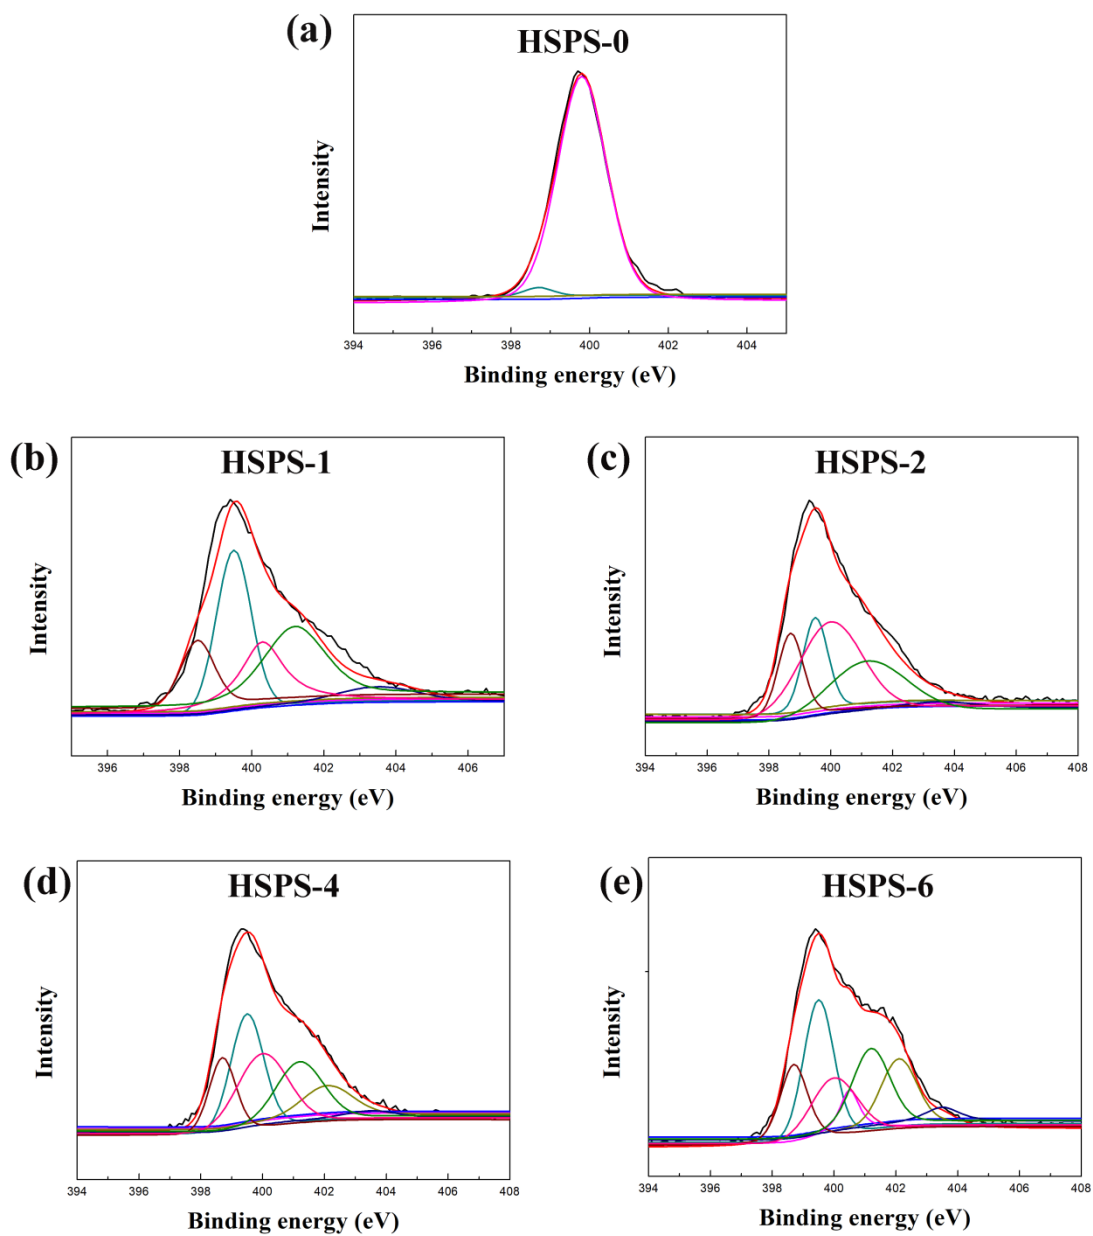 (a)
HSPS-0
Intensity
394 396 398 400 402 404
Binding energy (eV)
(b)
HSPS-1
Intensity
396 398 400 402 404 406
Binding energy (eV)
(c)
HSPS-2
Intensity
394 396 398 400 402 404 406 408
Binding energy (eV)
(d)
HSPS-4
Intensity
394 396 398 400 402 404 406 408
Binding energy (eV)
(e)
HSPS-6
Intensity
394 396 398 400 402 404 406 408
Binding energy (eV)